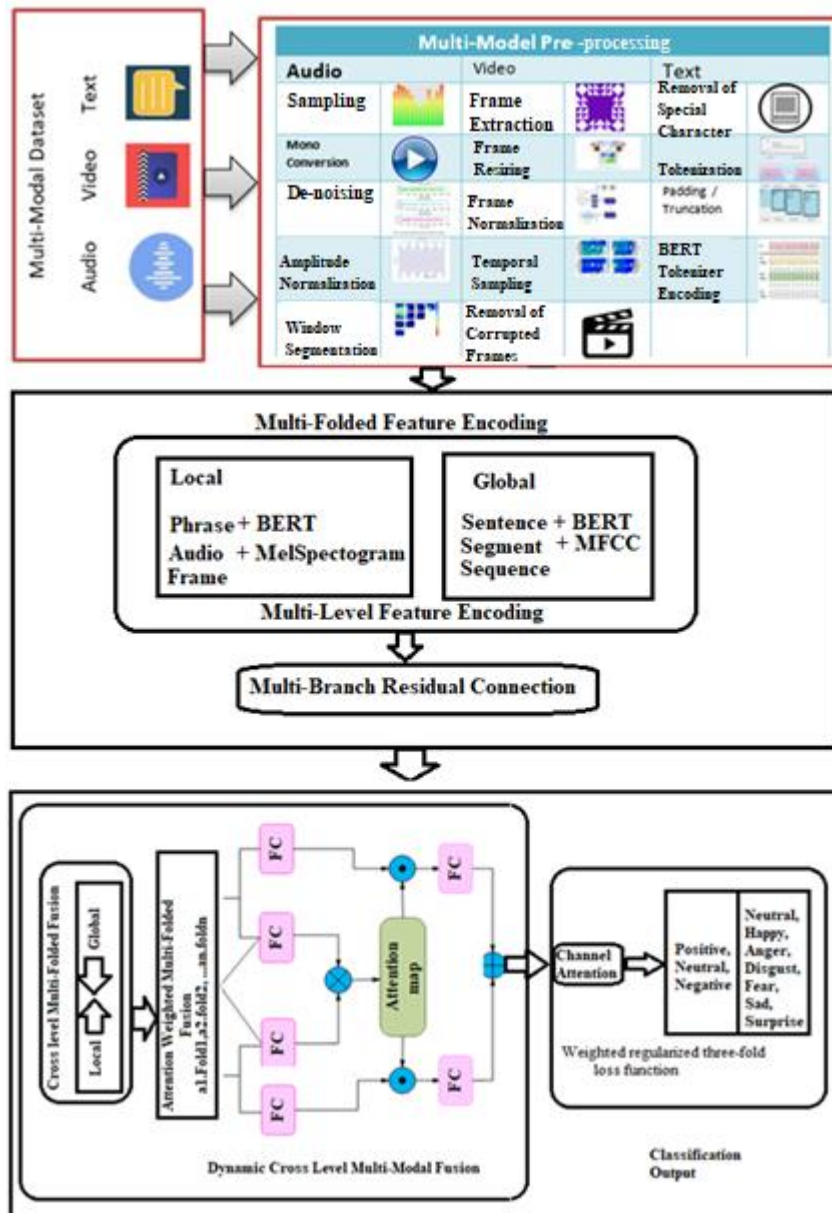 Multi-Modal Dataset
Text
Video
Audio
Multi-Model Pre -processing
Audio
Video
Text
Sampling
Frame
Extraction
Removal of
Special
Character
Mono
Conversion
Frame
Resizing
Tokenization
De-noising
Frame
Normalization
Padding /
Truncation
Amplitude
Normalization
Temporal
Sampling
BERT
Tokenizer
Encoding
Window
Segmentation
Removal of
Corrupted
Frames
Multi-Folded Feature Encoding
Local
Phrase + BERT
Audio + MelSpectogram
Frame
Global
Sentence + BERT
Segment + MFCC
Sequence
Multi-Level Feature Encoding
Multi-Branch Residual Connection
Cross level Multi-Folded Fusion
Global
Local
Attention Weighted Multi-Folded
Fusion
a1.Fold1,a2.fold2, ...an.foldn
FC
FC
FC
FC
Attention
map
FC
FC
Dynamic Cross Level Multi-Modal Fusion
Channel
Attention
Positive,
Neutral,
Negative
Neutral,
Happy,
Anger,
Disgust,
Fear,
Sad,
Surprise
Weighted regularized three-fold
loss function
Classification
Output